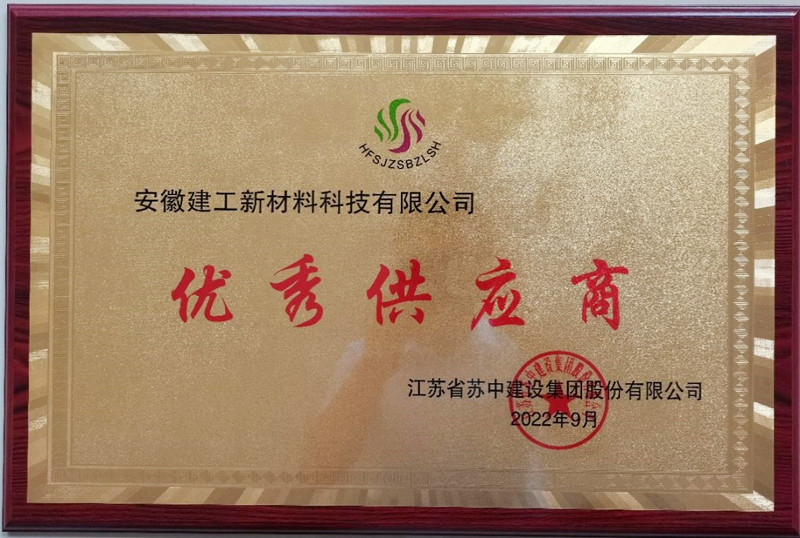 HFSJZSBZLSH
安徽建工新材料科技有限公司
优秀供应商
江苏省苏中建设集团股份有限公司
2022年9月